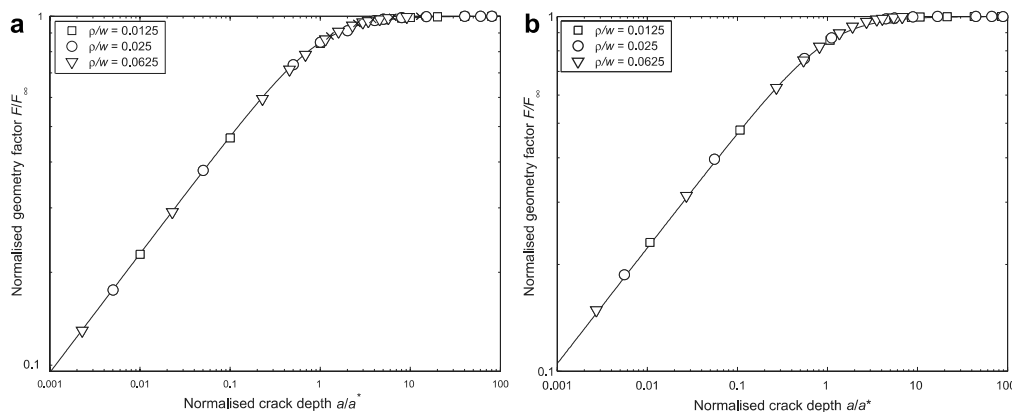 a
ρ/w = 0.0125
ρ/w = 0.025
ρ/w = 0.0625
Normalised geometry factor F/F∞
1
0.1
0.001
0.01
0.1
1
10
100
Normalised crack depth a/a*
b
ρ/w = 0.0125
ρ/w = 0.025
ρ/w = 0.0625
Normalised geometry factor F/F∞
1
0.1
0.001
0.01
0.1
1
10
100
Normalised crack depth a/a*